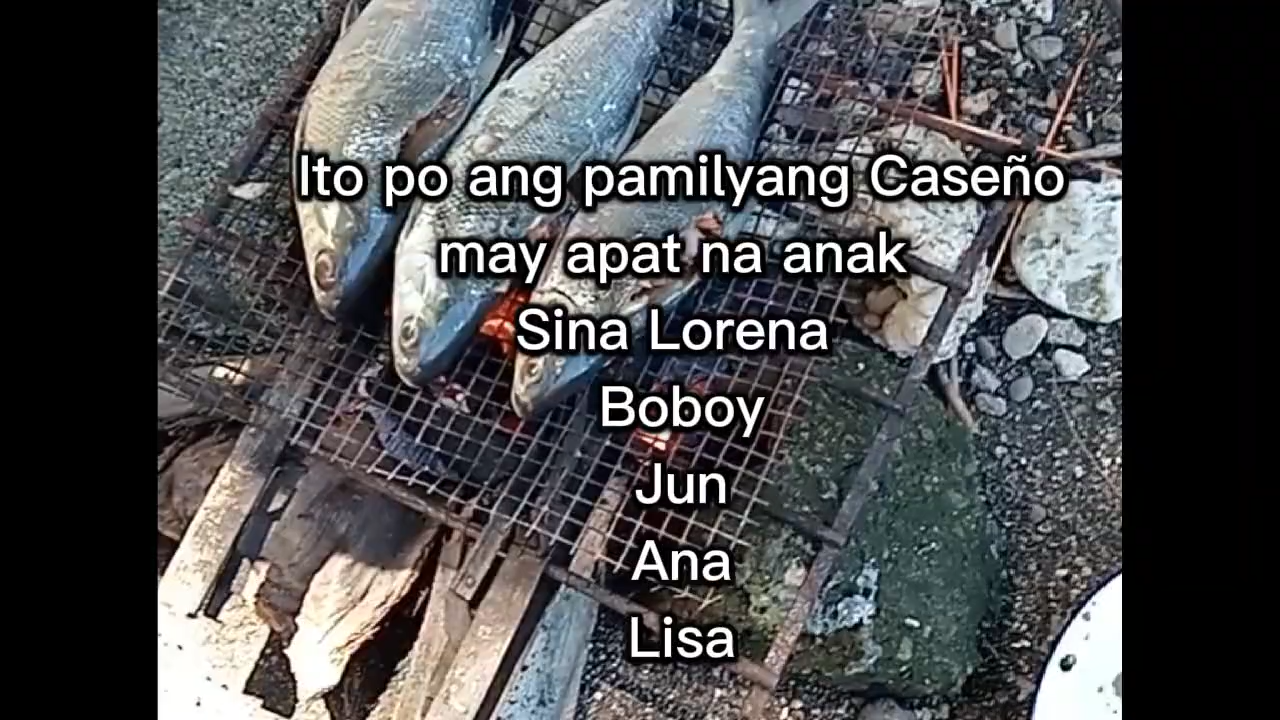 Ito po ang pamilyang Caseño
may apat na anak
Sina Lorena
Boboy
Jun
Ana
Lisa